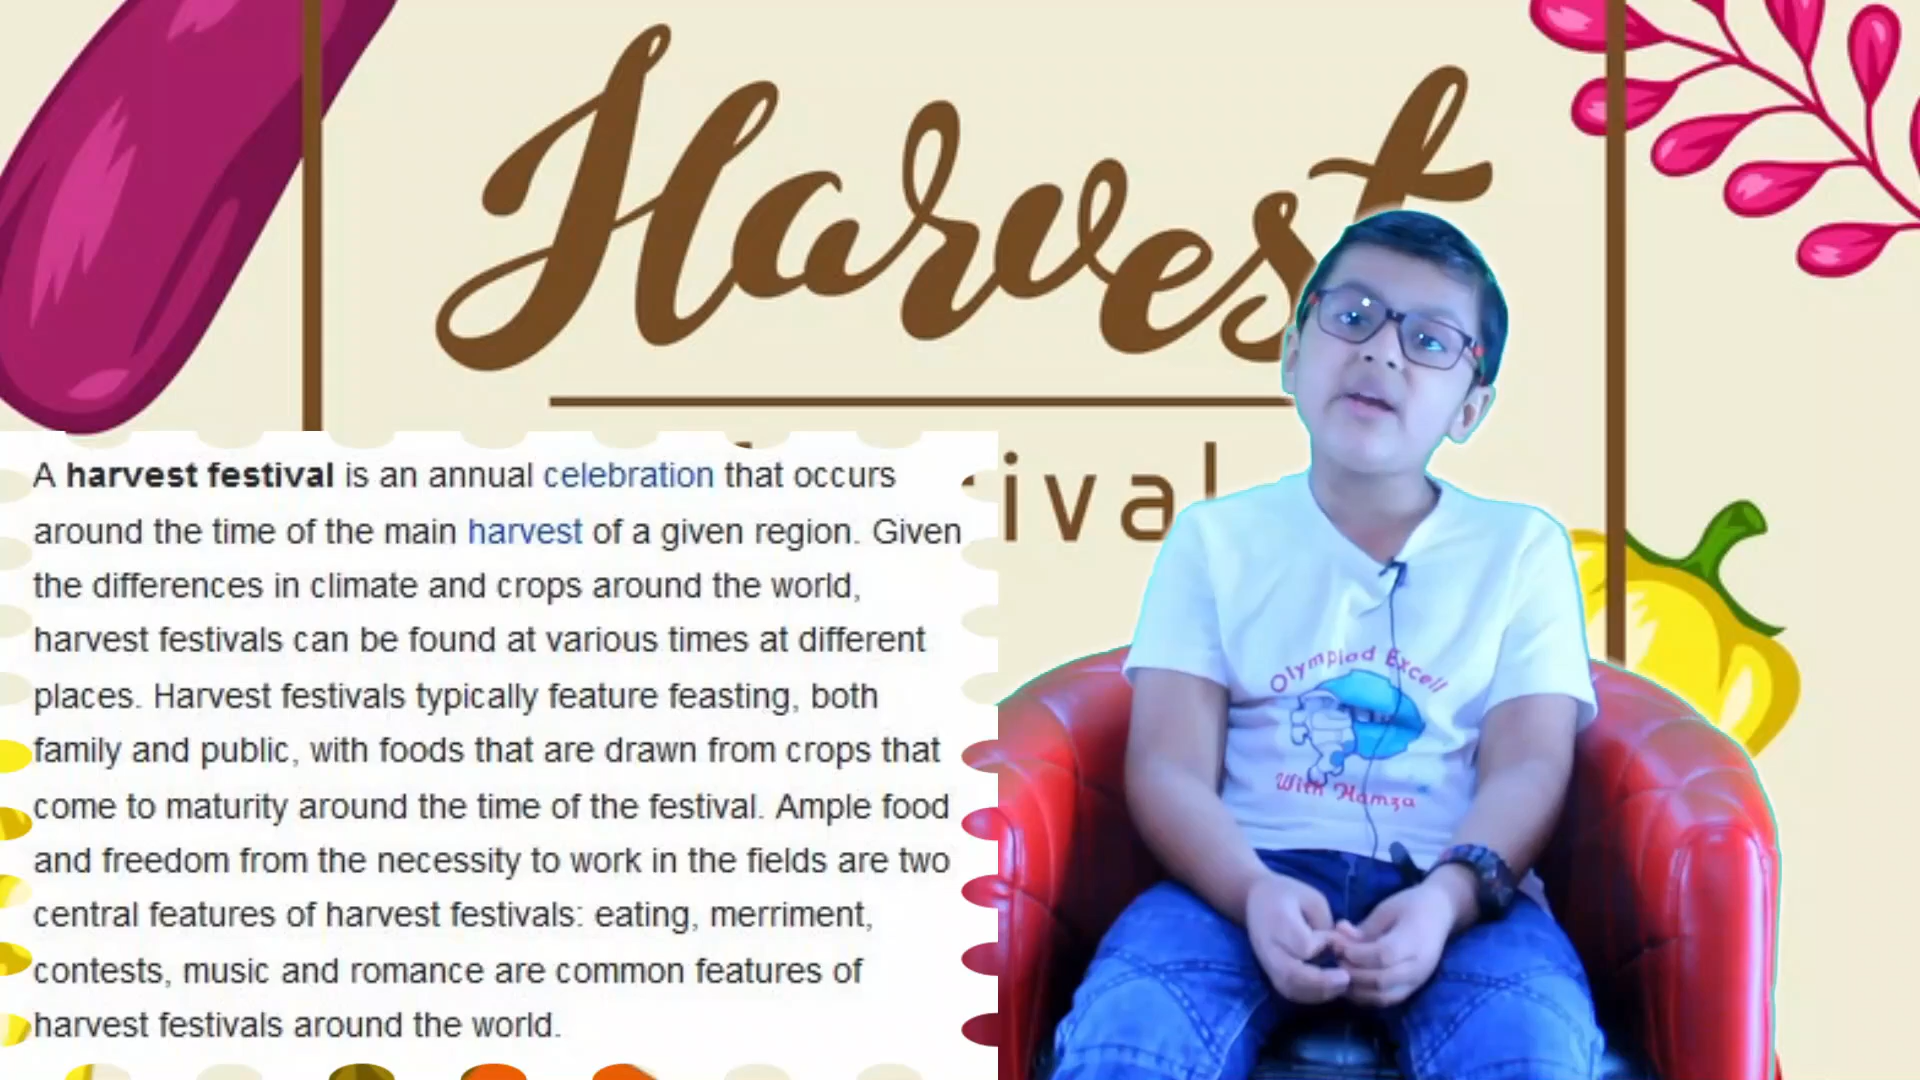 Harvest
A harvest festival is an annual celebration that occurs
around the time of the main harvest of a given region. Given
the differences in climate and crops around the world,
harvest festivals can be found at various times at different
places. Harvest festivals typically feature feasting, both
family and public, with foods that are drawn from crops that
come to maturity around the time of the festival. Ample food
and freedom from the necessity to work in the fields are two
central features of harvest festivals: eating, merriment,
contests, music and romance are common features of
harvest festivals around the world.
ival
Olympiad Excell
With Hamza